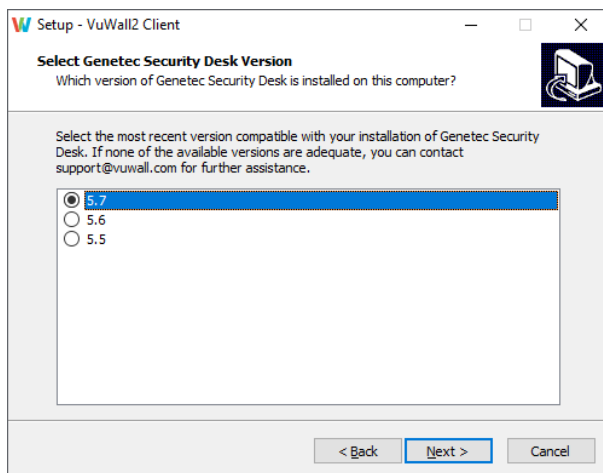 Setup - VuWall2 Client
Select Genetec Security Desk Version
Which version of Genetec Security Desk is installed on this computer?
Select the most recent version compatible with your installation of Genetec Security
Desk. If none of the available versions are adequate, you can contact
support@vuwall.com for further assistance.
5.7
5.6
5.5
< Back Next > Cancel